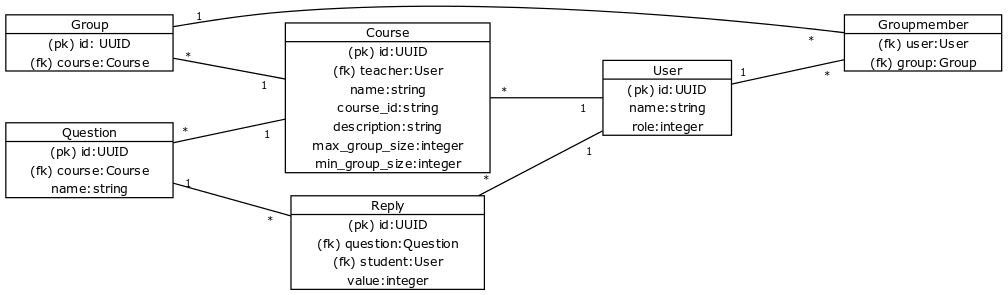 Group
(pk) id: UUID
(fk) course:Course
1
*
1
Question
(pk) id:UUID
(fk) course:Course
name:string
*
1
1
*
Course
(pk) id:UUID
(fk) teacher:User
name:string
course_id:string
description:string
max_group_size:integer
min_group_size:integer
*
1
Reply
(pk) id:UUID
(fk) question:Question
(fk) student:User
value:integer
*
1
User
(pk) id:UUID
name:string
role:integer
1
*
*
Groupmember
(fk) user:User
(fk) group:Group